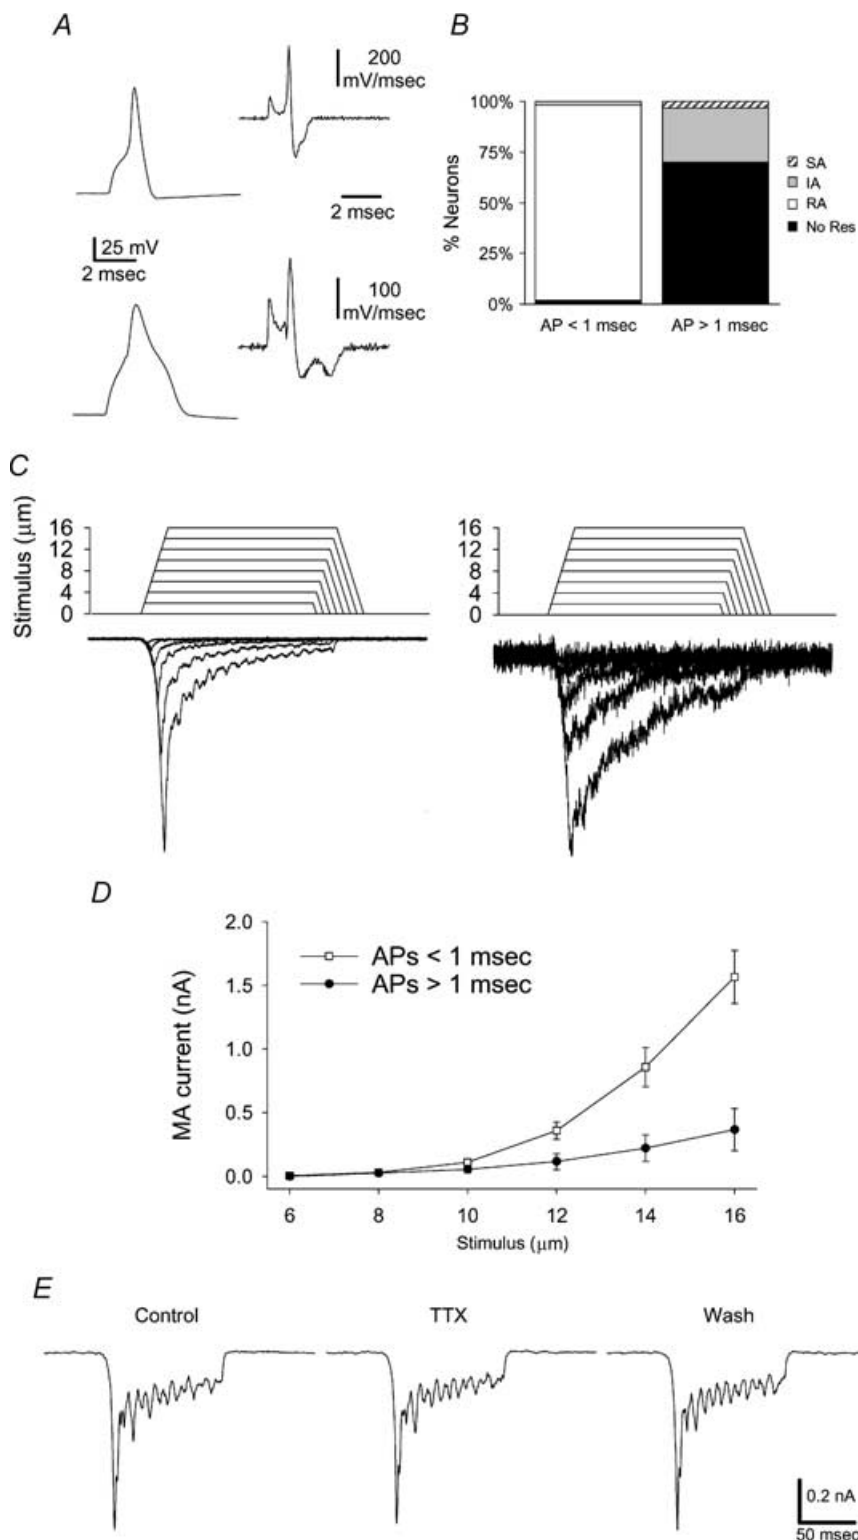 A
200
mV/msec
2 msec
25 mV
2 msec
100
mV/msec
B
% Neurons
100%
75%
50%
25%
0%
AP < 1 msec
AP > 1 msec
SA
IA
RA
No Res
C
Stimulus (μm)
16
12
8
4
0
16
12
8
4
0
D
MA current (nA)
2.0
1.5
1.0
0.5
0.0
APs < 1 msec
APs > 1 msec
6
8
10
12
14
16
Stimulus (μm)
E
Control
TTX
Wash
0.2 nA
50 msec